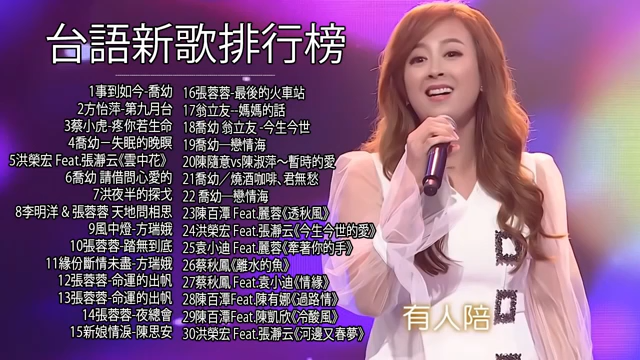 台語新歌排行榜
1事到如今-喬幼
2方怡萍-第九月台
3蔡小虎-疼你若生命
4喬幼－失眠的晚暝
5洪榮宏 Feat.張瀞云《雲中花》
6喬幼 請借問心愛的
7洪夜半的探戈
8李明洋 & 張蓉蓉 天地問相思
9風中燈-方瑞娥
10張蓉蓉-踏無到底
11緣份斷情未盡-方瑞娥
12張蓉蓉-命運的出帆
13張蓉蓉-命運的出帆
14張蓉蓉-夜總會
15新娘情淚-陳思安
16張蓉蓉-最後的火車站
17翁立友--媽媽的話
18喬幼 翁立友 -今生今世
19喬幼—戀情海
20陳隨意vs陳淑萍～暫時的愛
21喬幼／燒酒咖啡、君無愁
22 喬幼—戀情海
23陳百潭 Feat.麗蓉《透秋風》
24洪榮宏 Feat.張瀞云《今生今世的愛》
25袁小迪 Feat.麗蓉《牽著你的手》
26蔡秋鳳《離水的魚》
27蔡秋鳳 Feat.袁小迪《情緣》
28陳百潭Feat.陳有娜《過路情》
29陳百潭Feat.陳凱欣《冷酸風》
30洪榮宏 Feat.張瀞云《河邊又春夢》
有人陪